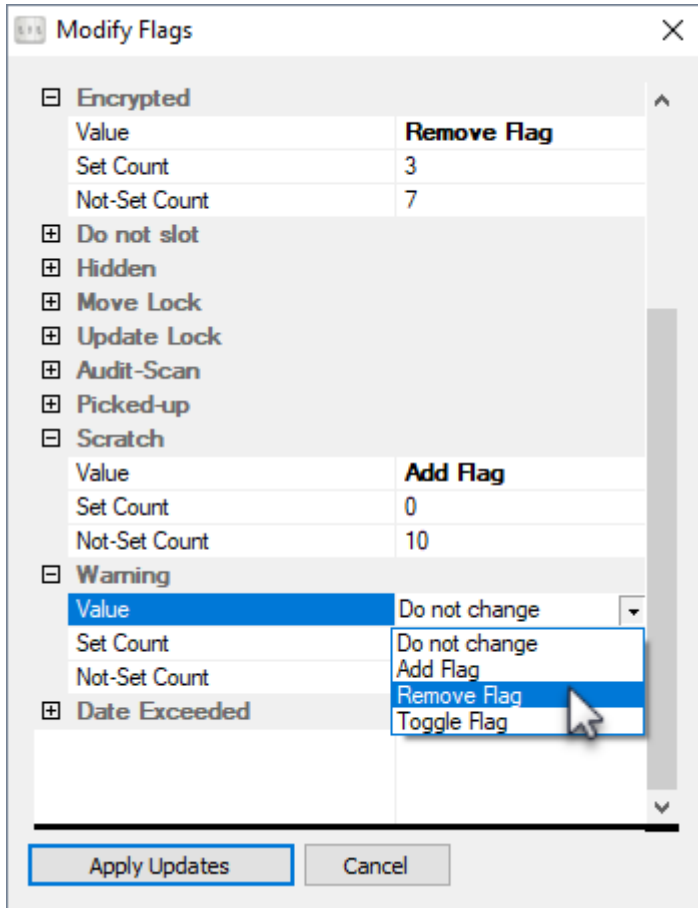 Modify Flags
Encrypted
Value Remove Flag
Set Count 3
Not-Set Count 7
Do not slot
Hidden
Move Lock
Update Lock
Audit-Scan
Picked-up
Scratch
Value Add Flag
Set Count 0
Not-Set Count 10
Warning
Value Do not change
Set Count Do not change
Add Flag
Not-Set Count Remove Flag
Date Exceeded Toggle Flag
Apply Updates Cancel